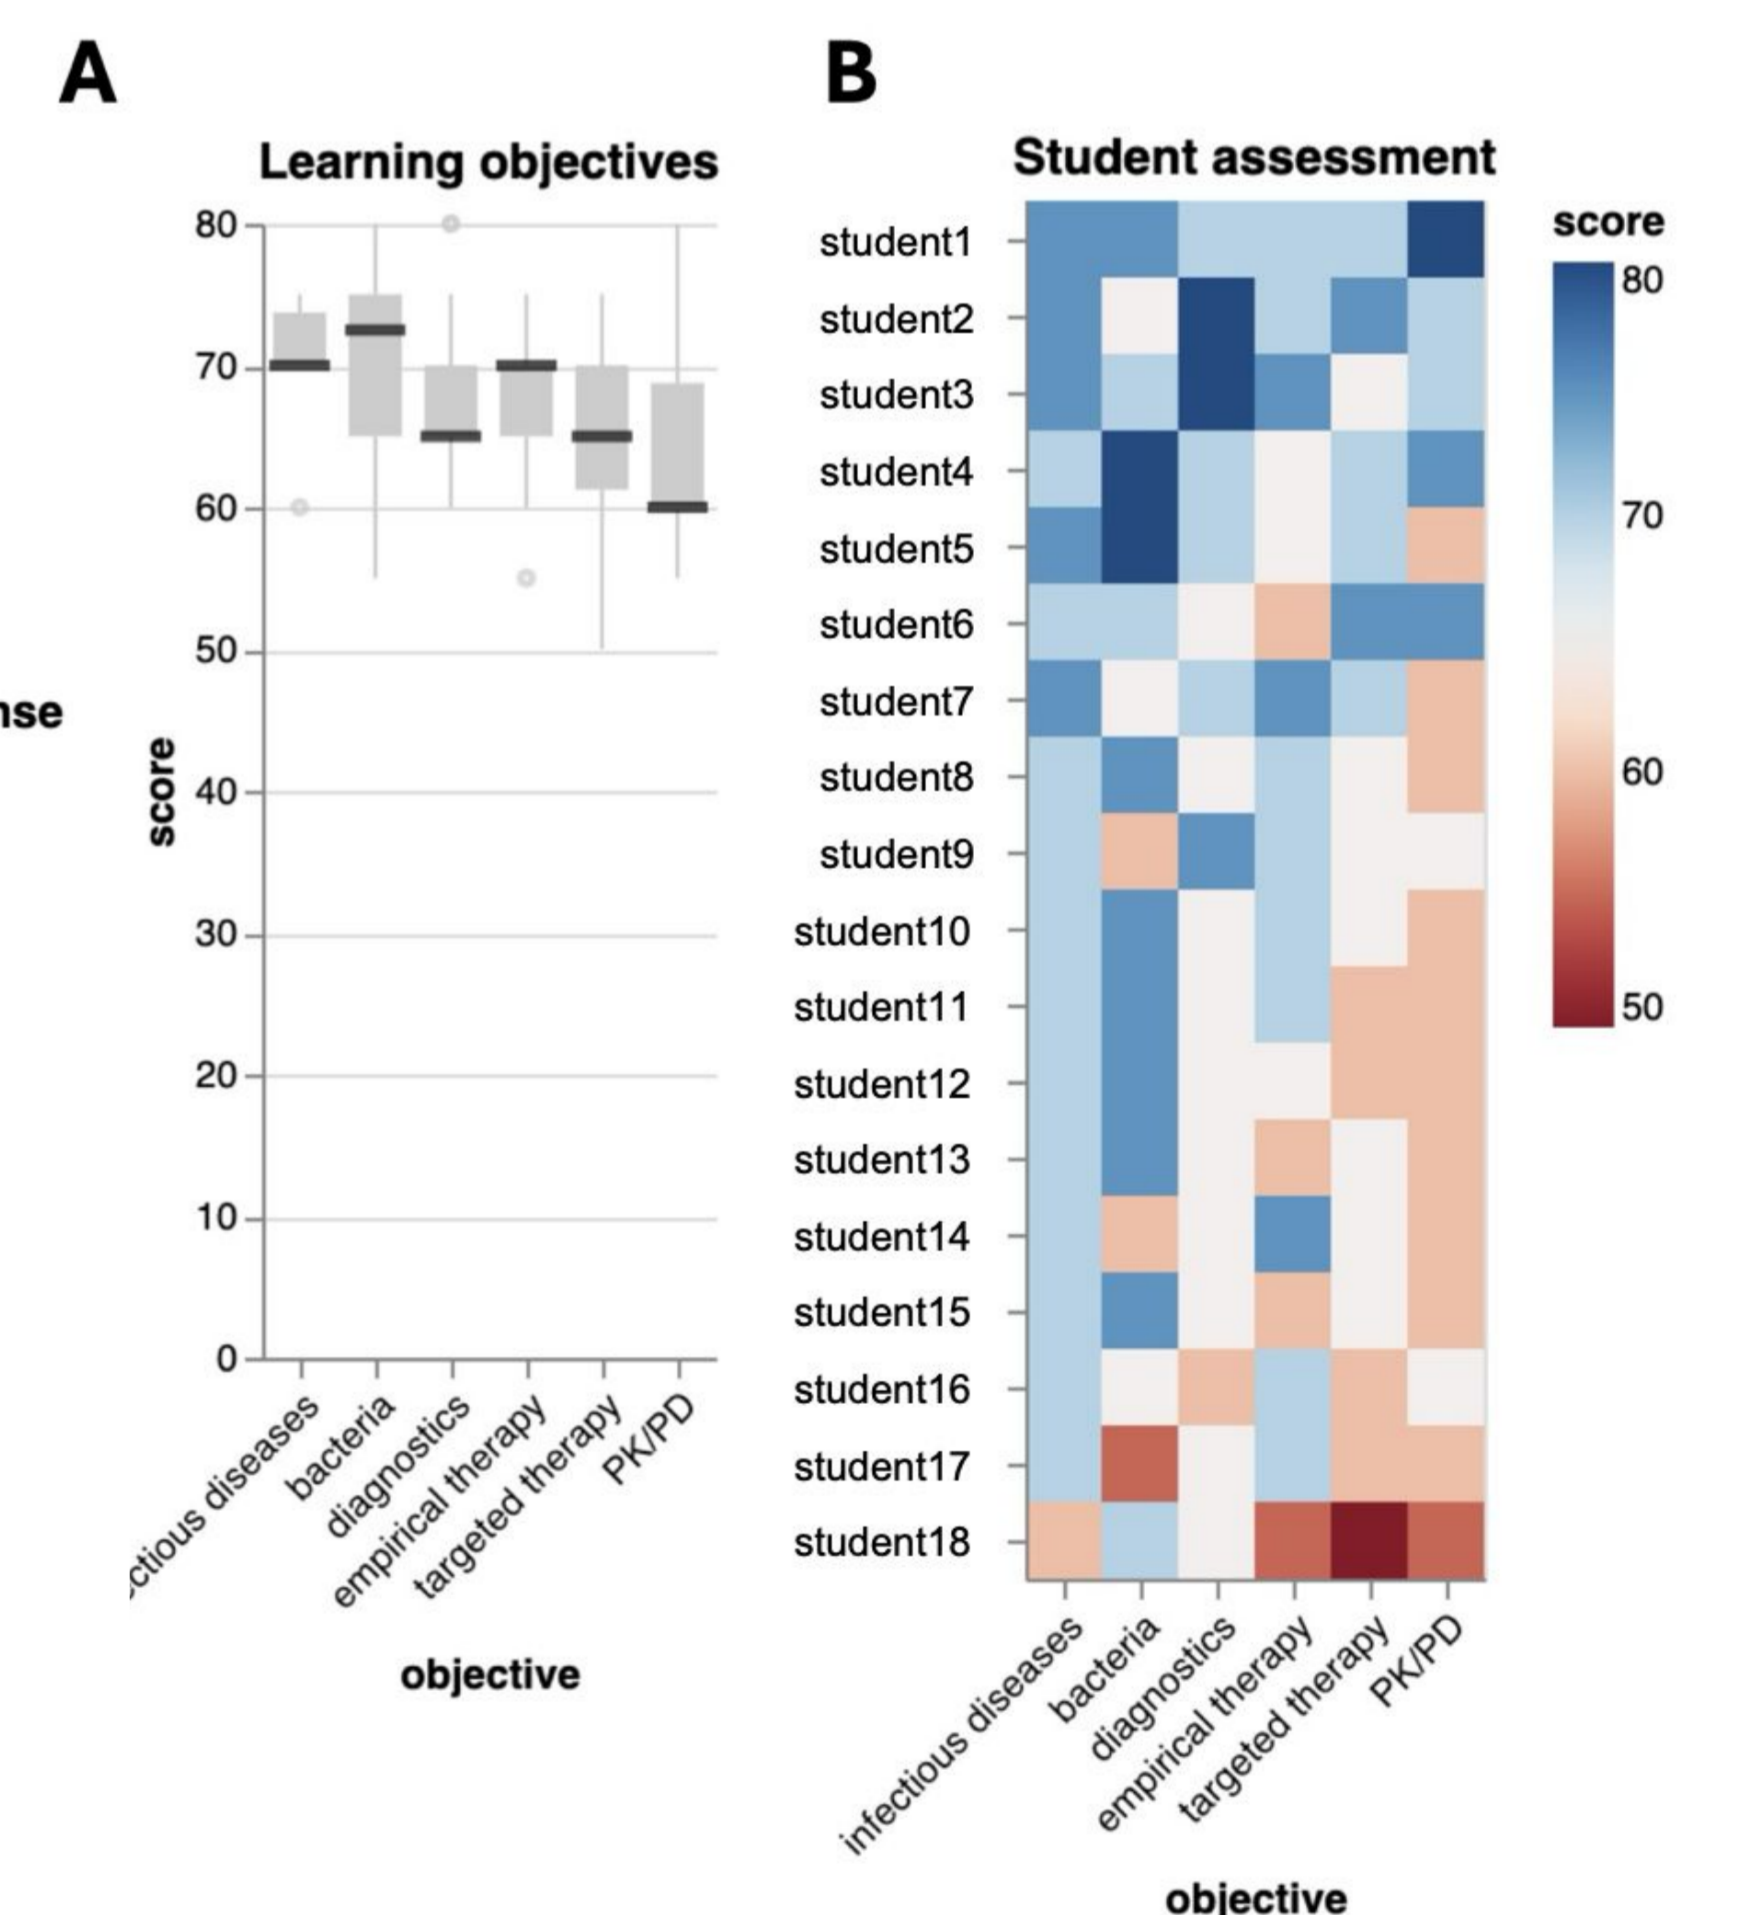 A
Learning objectives
80
70
60
50
40
30
20
10
0
score
nse
ctious diseases
bacteria
diagnostics
empirical therapy
targeted therapy
PK/PD
objective
B
Student assessment
student1
student2
student3
student4
student5
student6
student7
student8
student9
student10
student11
student12
student13
student14
student15
student16
student17
student18
infectious diseases
bacteria
diagnostics
empirical therapy
targeted therapy
PK/PD
objective
score
80
70
60
50